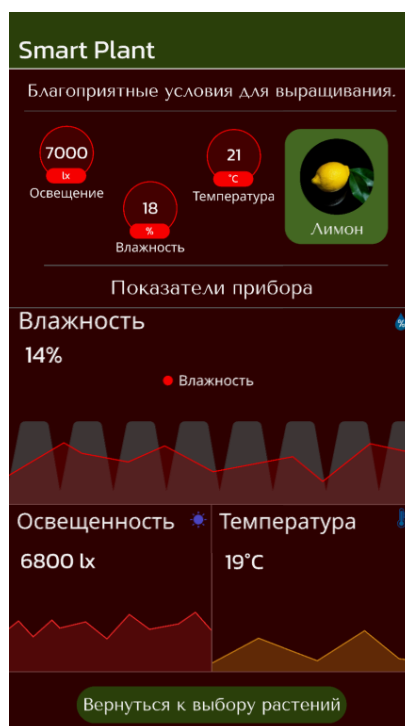 Smart Plant
Благоприятные условия для выращивания.
7000
lx
Освещение
18
%
Влажность
21
°C
Температура
Лимон
Показатели прибора
Влажность
%
14%
Влажность
Освещенность
6800 lx
Температура
19°C
Вернуться к выбору растений